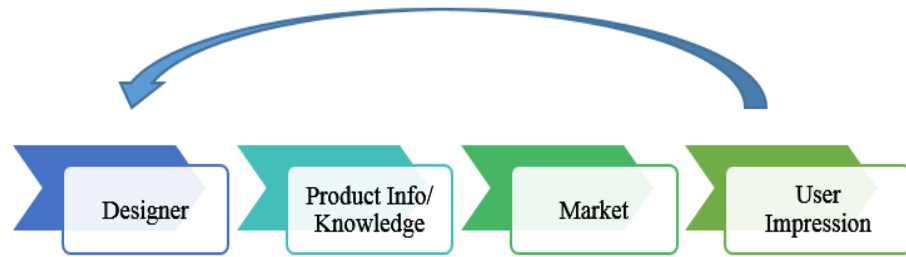 Designer
Product Info/
Knowledge
Market
User
Impression